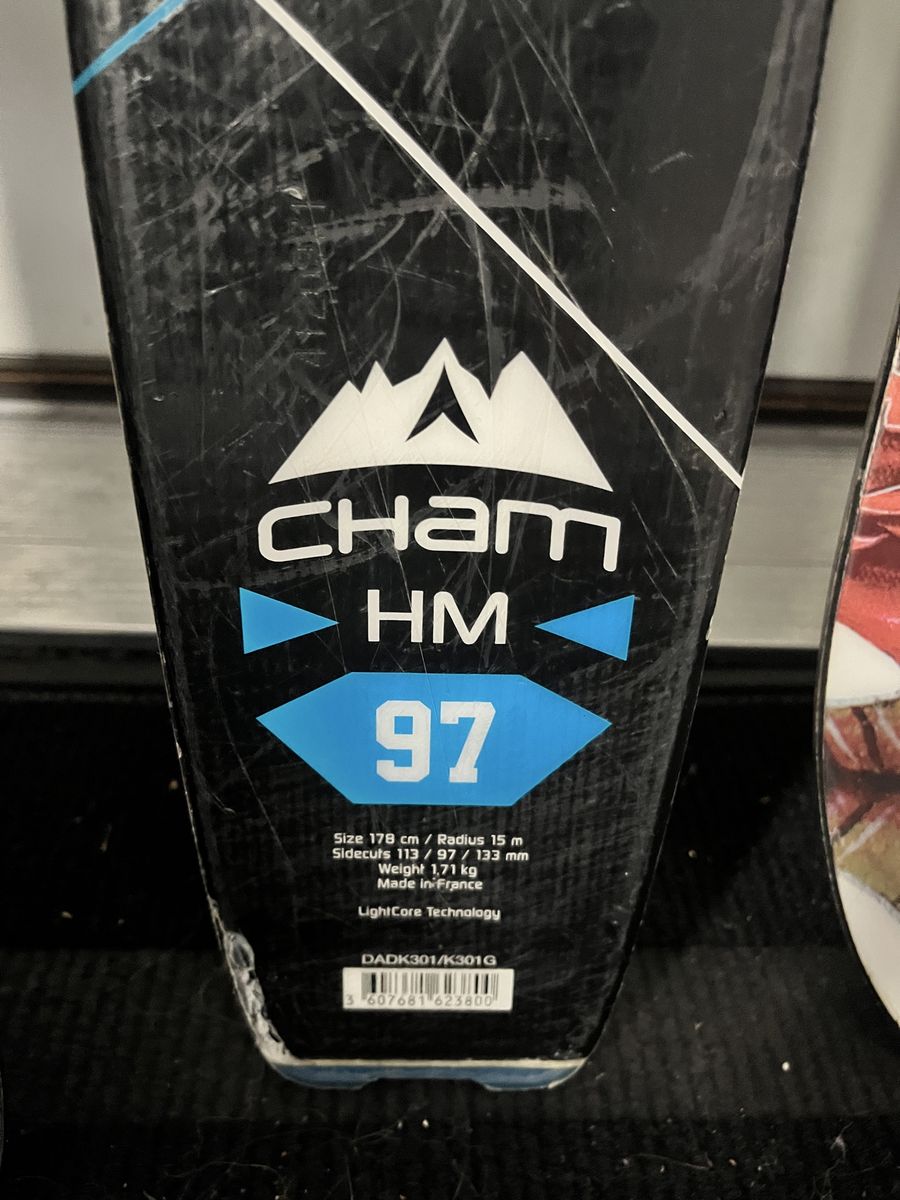 CHAM
HM
97
Size 178 cm / Radius 15 m
Sidecuts 113 / 97 / 133 mm
Weight 1,71 kg
Made in France
LightCore Technology
DADK301/K301G
3 607681 623800